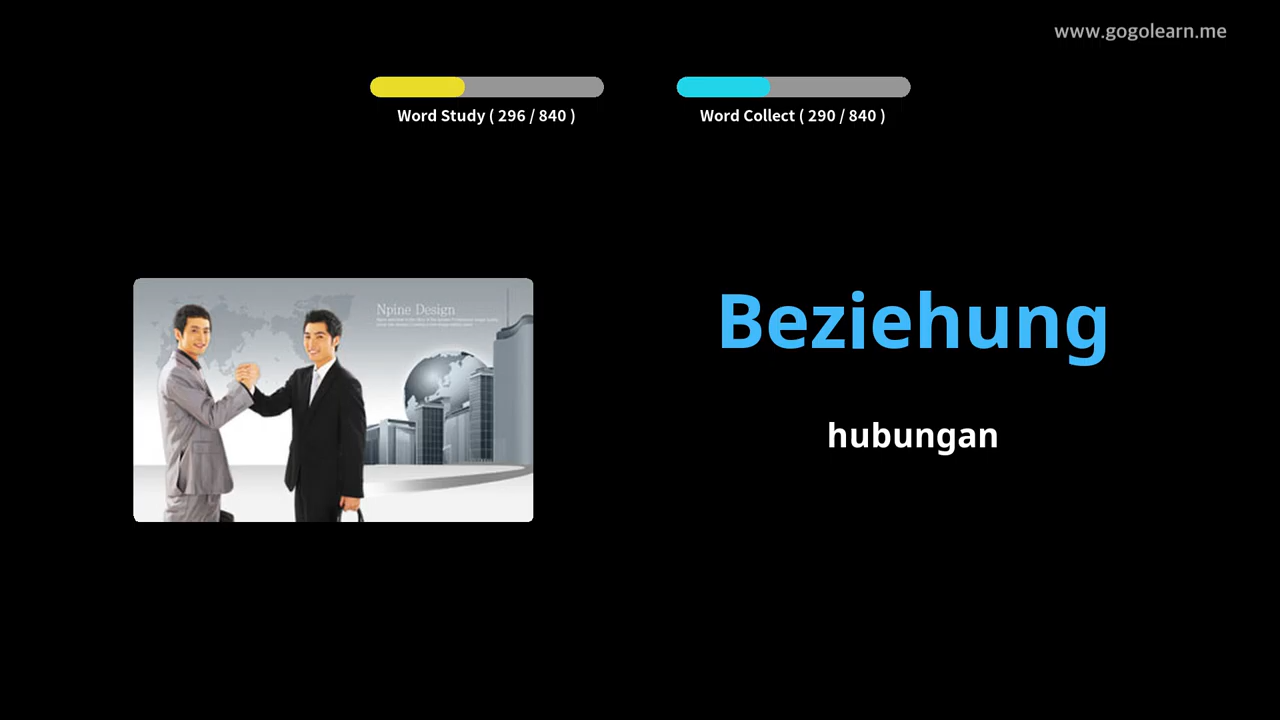 www.gogolearn.me
Word Study ( 296 / 840 )
Word Collect ( 290 / 840 )
Npine Design
Beziehung
hubungan